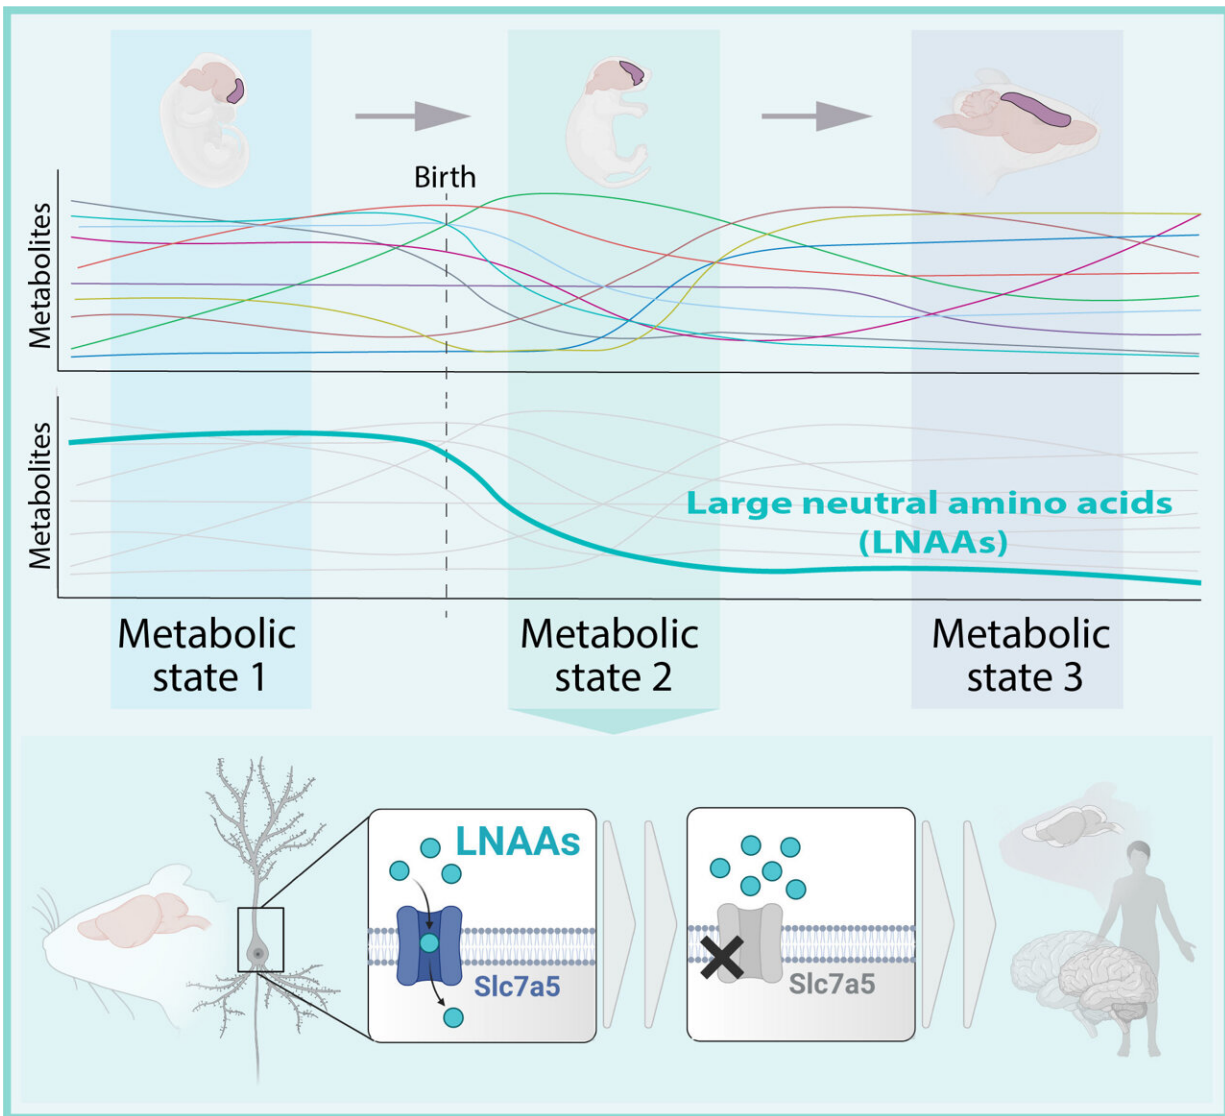 Birth
Metabolites
Metabolites
Large neutral amino acids
(LNAAs)
Metabolic
state 1
Metabolic
state 2
Metabolic
state 3
LNAAs
Slc7a5
Slc7a5